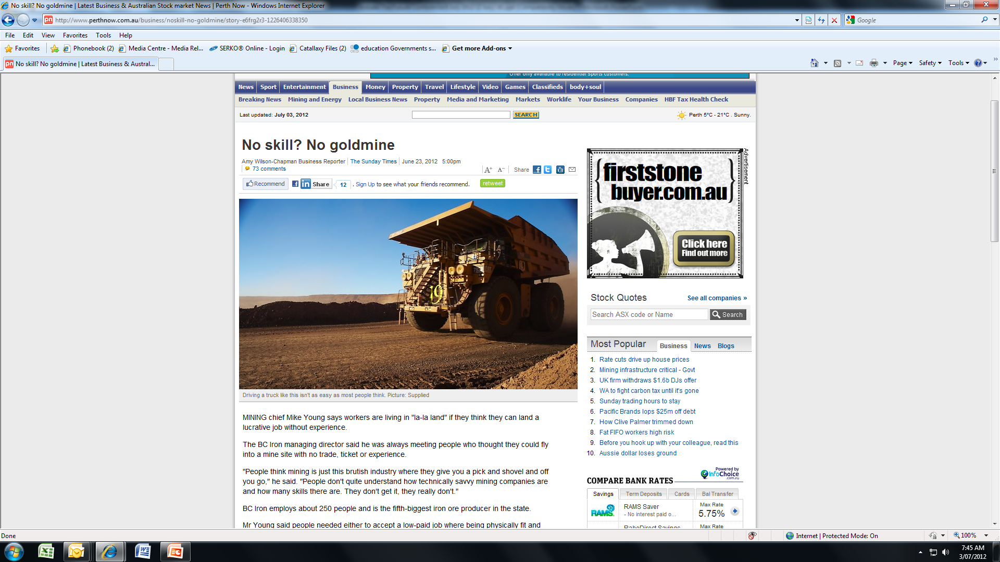 No skill? No goldmine | Latest Business & Australian Stock market News | Perth Now - Windows Internet Explorer
http://www.perthnow.com.au/business/noskill-no-goldmine/story-e6frg2r3-1226406338350
Google
File Edit View Favorites Tools Help
Favorites Phonebook (2) Media Centre - Media Rel... SERKO® Online - Login Catallaxy Files (2) education Governments s... Get more Add-ons
No skill? No goldmine | Latest Business & Austral...
Page Safety Tools
Offer only available to residential Sports customers.
News Sport Entertainment Business Money Property Travel Lifestyle Video Games Classifieds body+soul
Breaking News Mining and Energy Local Business News Property Media and Marketing Markets Worklife Your Business Companies HBF Tax Health Check
Last updated: July 03, 2012 SEARCH Perth 5°C - 21°C . Sunny.
No skill? No goldmine
Amy Wilson-Chapman Business Reporter The Sunday Times June 23, 2012 5:00pm
73 comments
A+ A- Share
Recommend Share 12 . Sign Up to see what your friends recommend. retweet
19
Driving a truck like this isn't as easy as most people think. Picture: Supplied
MINING chief Mike Young says workers are living in "la-la land" if they think they can land a
lucrative job without experience.
The BC Iron managing director said he was always meeting people who thought they could fly
into a mine site with no trade, ticket or experience.
"People think mining is just this brutish industry where they give you a pick and shovel and off
you go," he said. "People don't quite understand how technically savvy mining companies are
and how many skills there are. They don't get it, they really don't."
BC Iron employs about 250 people and is the fifth-biggest iron ore producer in the state.
Mr Young said people needed either to accept a low-paid job where being physically fit and
Advertisement
{firststone
buyer.com.au}
Click here
Find out more
Stock Quotes See all companies »
Search ASX code or Name Search
Most Popular Business News Blogs
1. Rate cuts drive up house prices
2. Mining infrastructure critical - Govt
3. UK firm withdraws $1.6b DJs offer
4. WA to fight carbon tax until it's gone
5. Sunday trading hours to stay
6. Pacific Brands lops $25m off debt
7. How Clive Palmer trimmed down
8. Fat FIFO workers high risk
9. Before you hook up with your colleague, read this
10. Aussie dollar loses ground
Powered by
InfoChoice
.com.au
COMPARE BANK RATES
Savings Term Deposits Cards Bal Transfer
RAMS RAMS Saver Max Rate
- No interest paid o... 5.75%
RaboDirect Savings Max Rate
Done
Internet | Protected Mode: On
100%
7:45 AM
3/07/2012